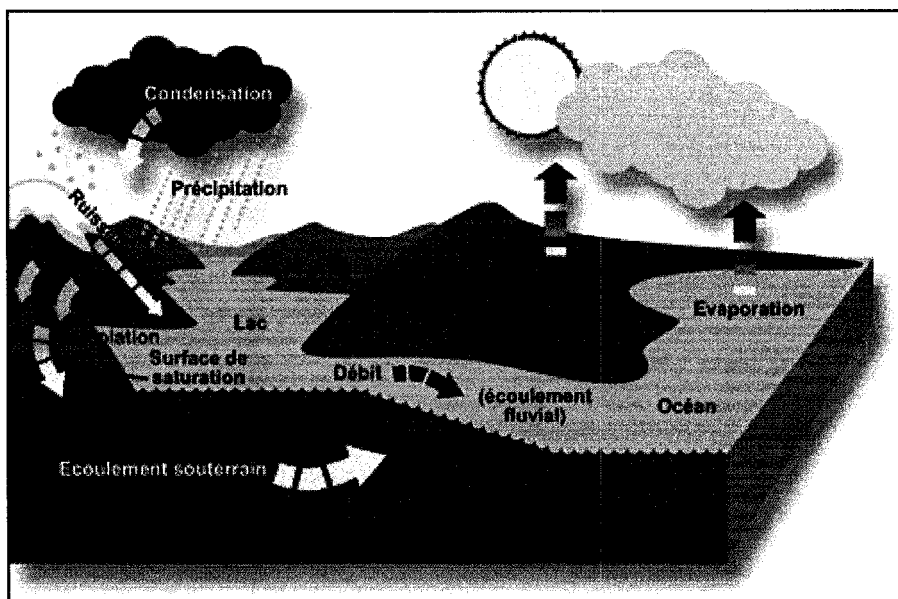 Condensation
Précipitation
Lac
Evaporation
Surface de
saturation
Débit
(écoulement
fluvial)
Océan
Ecoulement souterrain